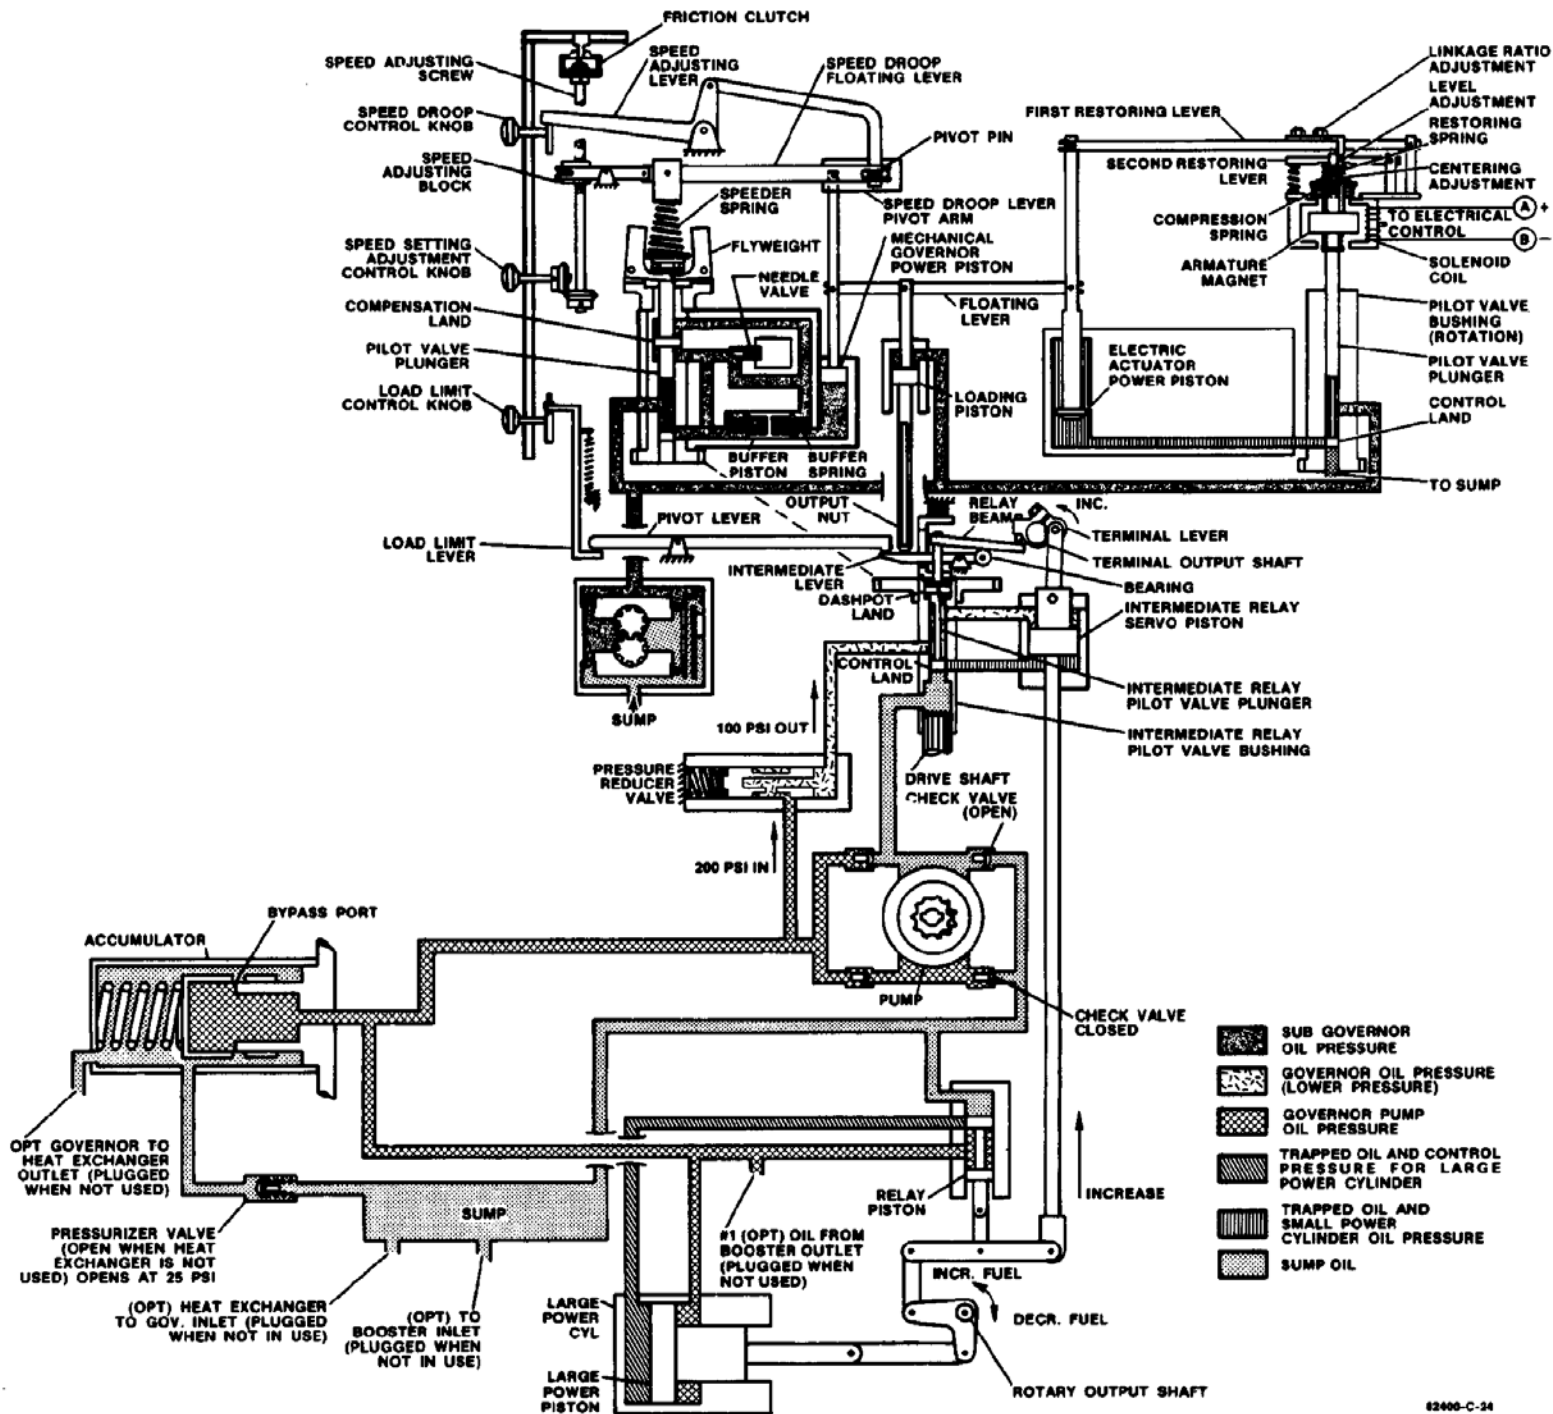 FRICTION CLUTCH
SPEED ADJUSTING
SCREW
SPEED
ADJUSTING
LEVER
SPEED DROOP
FLOATING LEVER
LINKAGE RATIO
ADJUSTMENT
LEVEL
ADJUSTMENT
SPEED DROOP
CONTROL KNOB
FIRST RESTORING LEVER
RESTORING
SPRING
PIVOT PIN
SPEED
ADJUSTING
BLOCK
SECOND RESTORING
LEVER
CENTERING
ADJUSTMENT
SPEEDER
SPRING
SPEED DROOP LEVER
PIVOT ARM
COMPRESSION
SPRING
TO ELECTRICAL
CONTROL
A +
B −
SPEED SETTING
ADJUSTMENT
CONTROL KNOB
FLYWEIGHT
MECHANICAL
GOVERNOR
POWER PISTON
NEEDLE
VALVE
ARMATURE
MAGNET
SOLENOID
COIL
COMPENSATION
LAND
FLOATING
LEVER
PILOT VALVE
BUSHING
(ROTATION)
PILOT VALVE
PLUNGER
ELECTRIC
ACTUATOR
POWER PISTON
PILOT VALVE
PLUNGER
LOAD LIMIT
CONTROL KNOB
LOADING
PISTON
CONTROL
LAND
BUFFER
PISTON
BUFFER
SPRING
TO SUMP
OUTPUT
NUT
RELAY
BEAM
INC.
PIVOT LEVER
TERMINAL LEVER
LOAD LIMIT
LEVER
INTERMEDIATE
LEVER
TERMINAL OUTPUT SHAFT
DASHPOT
LAND
BEARING
INTERMEDIATE RELAY
SERVO PISTON
CONTROL
LAND
INTERMEDIATE RELAY
PILOT VALVE PLUNGER
SUMP
100 PSI OUT
INTERMEDIATE RELAY
PILOT VALVE BUSHING
PRESSURE
REDUCER
VALVE
DRIVE SHAFT
CHECK VALVE
(OPEN)
200 PSI IN
BYPASS PORT
ACCUMULATOR
PUMP
CHECK VALVE
CLOSED
SUB GOVERNOR
OIL PRESSURE
GOVERNOR OIL PRESSURE
(LOWER PRESSURE)
GOVERNOR PUMP
OIL PRESSURE
TRAPPED OIL AND CONTROL
PRESSURE FOR LARGE
POWER CYLINDER
TRAPPED OIL AND
SMALL POWER
CYLINDER OIL PRESSURE
SUMP OIL
OPT GOVERNOR TO
HEAT EXCHANGER
OUTLET (PLUGGED
WHEN NOT USED)
RELAY
PISTON
INCREASE
SUMP
PRESSURIZER VALVE
(OPEN WHEN HEAT
EXCHANGER IS NOT
USED) OPENS AT 25 PSI
#1 (OPT) OIL FROM
BOOSTER OUTLET
(PLUGGED WHEN
NOT USED)
INCR. FUEL
DECR. FUEL
(OPT) HEAT EXCHANGER
TO GOV. INLET (PLUGGED
WHEN NOT IN USE)
(OPT) TO
BOOSTER INLET
(PLUGGED WHEN
NOT IN USE)
LARGE
POWER
CYL
LARGE
POWER
PISTON
ROTARY OUTPUT SHAFT
82400-C-24